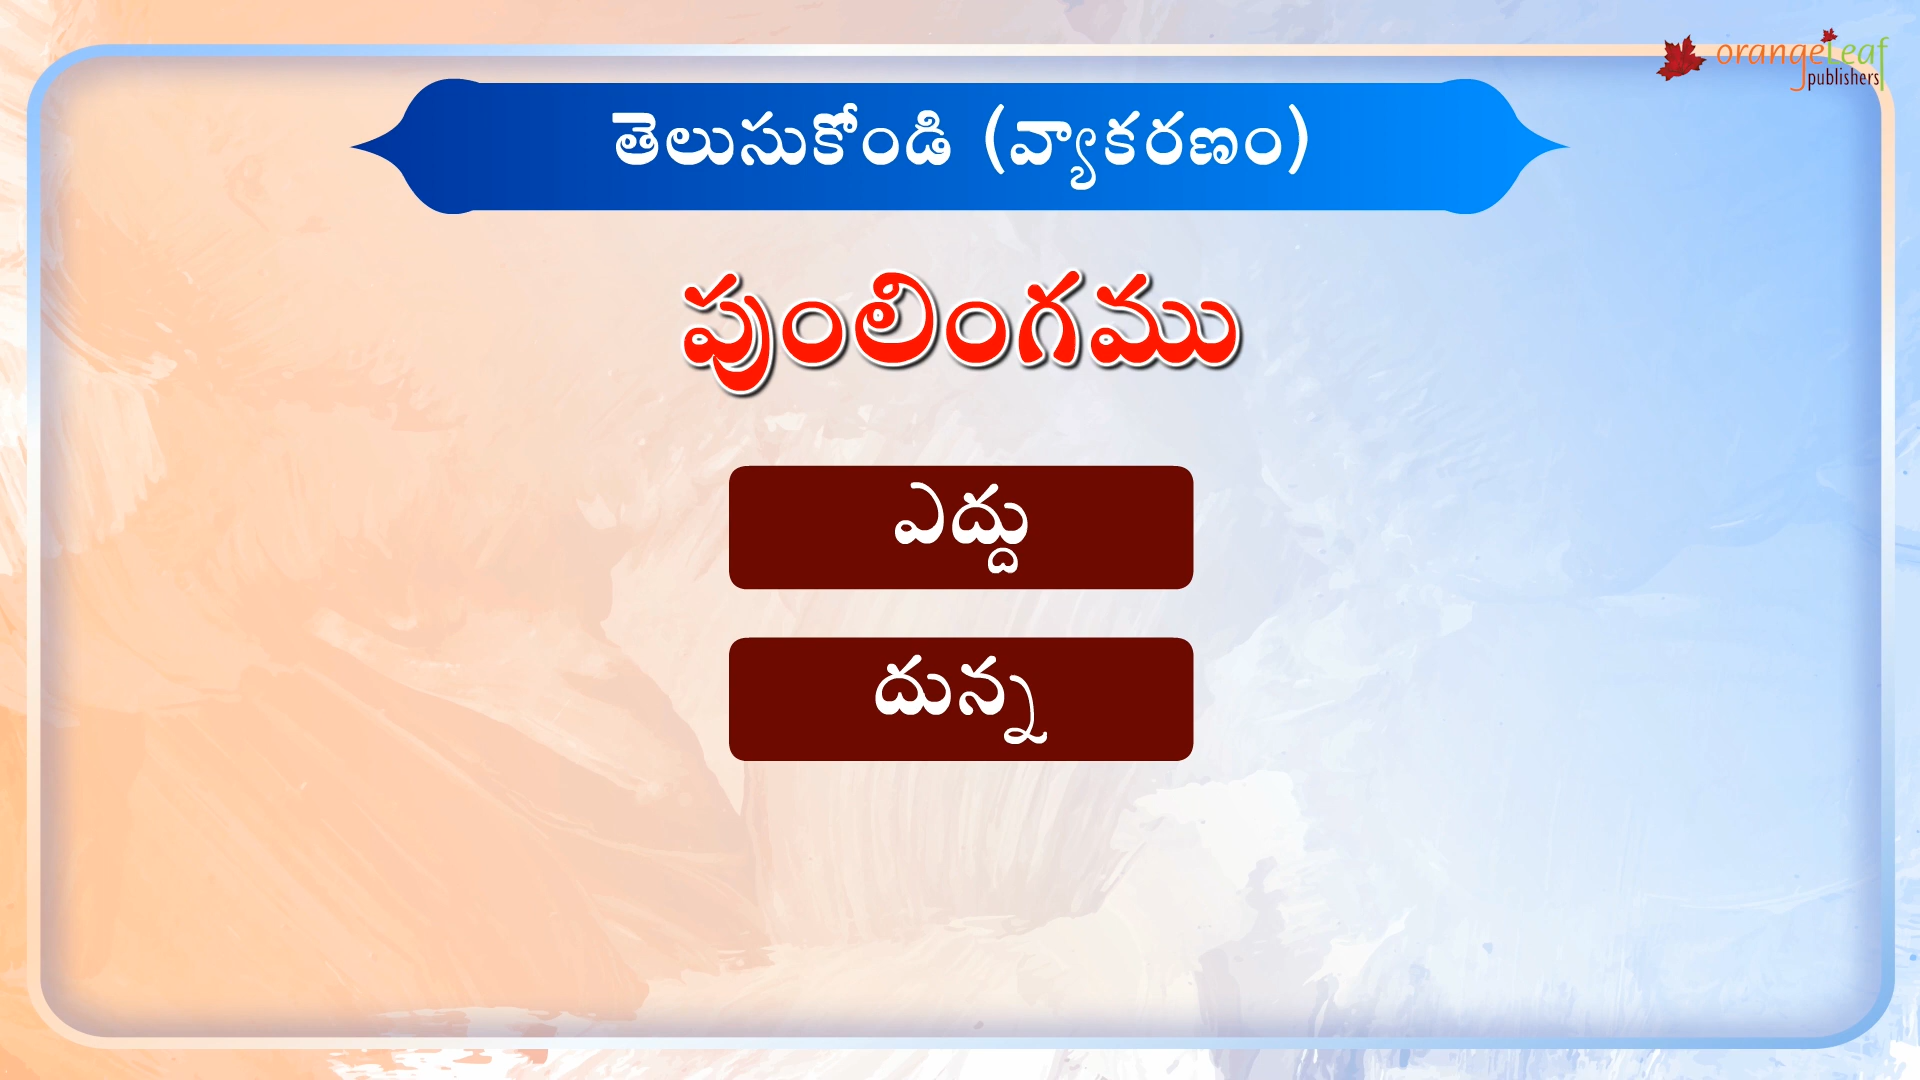 orangeLeaf
publishers
తెలుసుకోండి (వ్యాకరణం)
పుంలింగము
ఎద్దు
దున్న